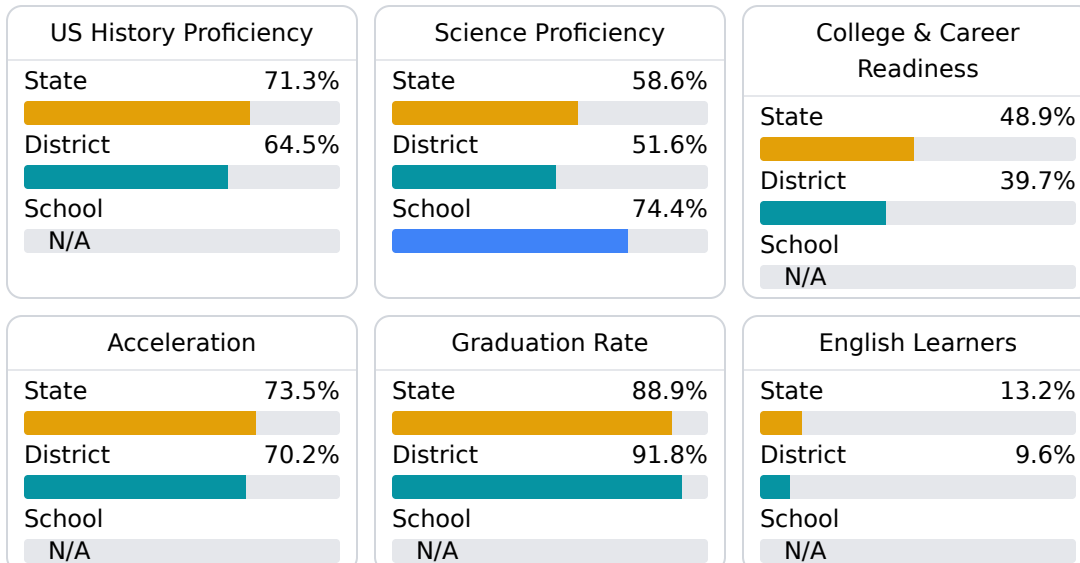 US History Proficiency
State 71.3%
District 64.5%
School
N/A
Science Proficiency
State 58.6%
District 51.6%
School 74.4%
College & Career
Readiness
State 48.9%
District 39.7%
School
N/A
Acceleration
State 73.5%
District 70.2%
School
N/A
Graduation Rate
State 88.9%
District 91.8%
School
N/A
English Learners
State 13.2%
District 9.6%
School
N/A